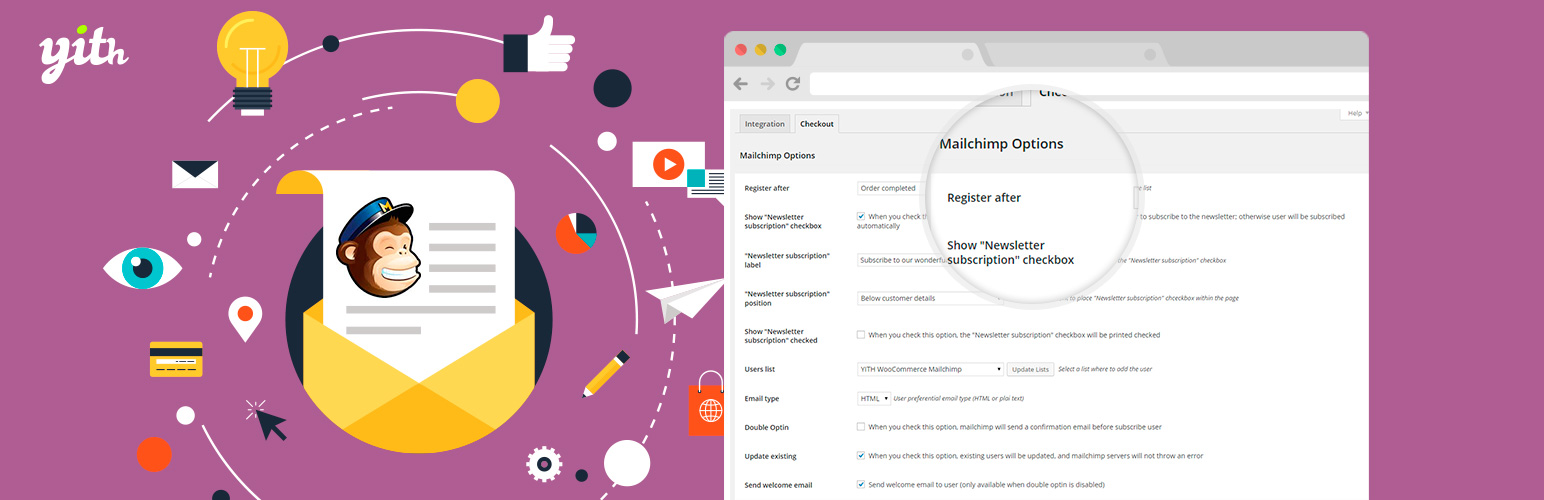 yith
Integration
Checkout
Help
Mailchimp Options
Mailchimp Options
Register after
Order completed
Register after
Show "Newsletter
subscription" checkbox
When you check
to subscribe to the newsletter; otherwise user will be subscribed
automatically
Show "Newsletter
subscription" checkbox
"Newsletter subscription"
label
Subscribe to our wonderfu
the "Newsletter subscription" checkbox
"Newsletter subscription"
position
Below customer details
to place "Newsletter subscription" chceckbox within the page
Show "Newsletter
subscription" checked
When you check this option, the "Newsletter subscription" checkbox will be printed checked
Users list
YITH WooCommerce Mailchimp
Update Lists
Select a list where to add the user
Email type
HTML
User preferential email type (HTML or plai text)
Double Optin
When you check this option, mailchimp will send a confirmation email before subscribe user
Update existing
When you check this option, existing users will be updated, and mailchimp servers will not throw an error
Send welcome email
Send welcome email to user (only available when double optin is disabled)